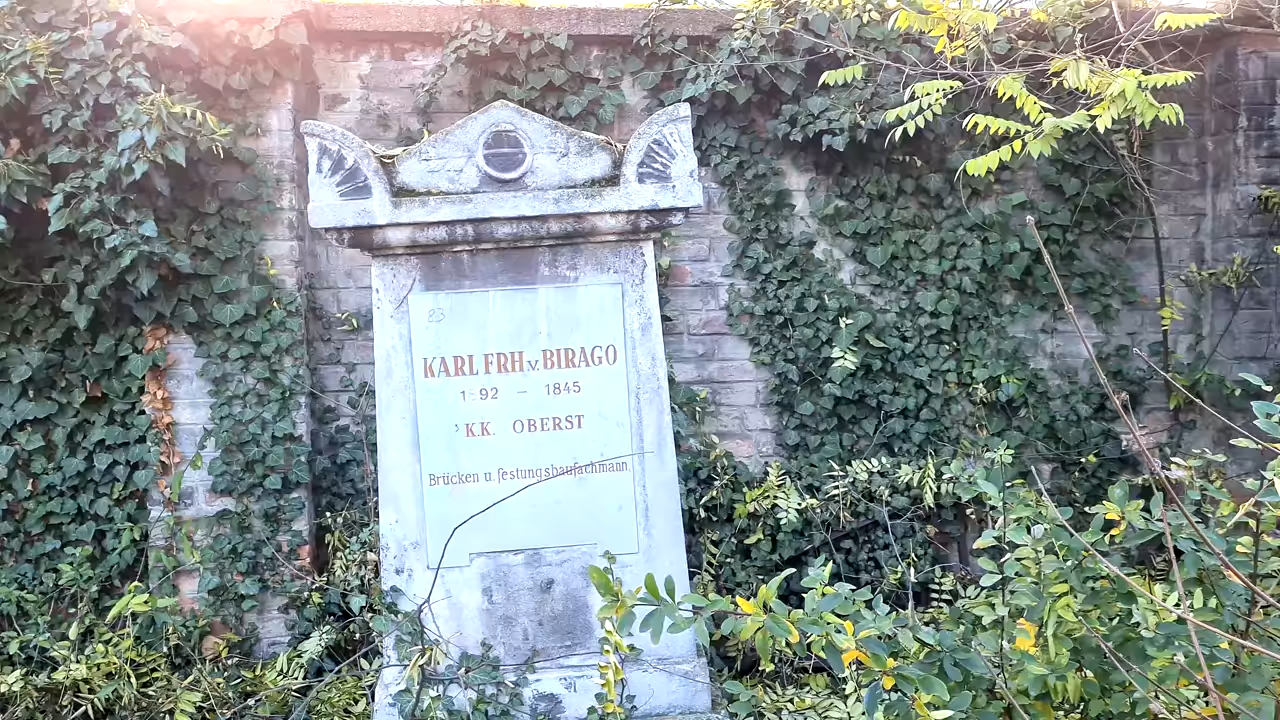 83
KARL FRH. v. BIRAGO
1792 – 1845
K.K. OBERST
Brücken u. Festungsbaufachmann